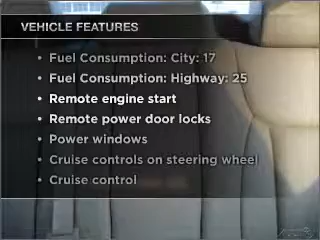 VEHICLE FEATURES
• Fuel Consumption: City: 17
• Fuel Consumption: Highway: 25
• Remote engine start
• Remote power door locks
• Power windows
• Cruise controls on steering wheel
• Cruise control